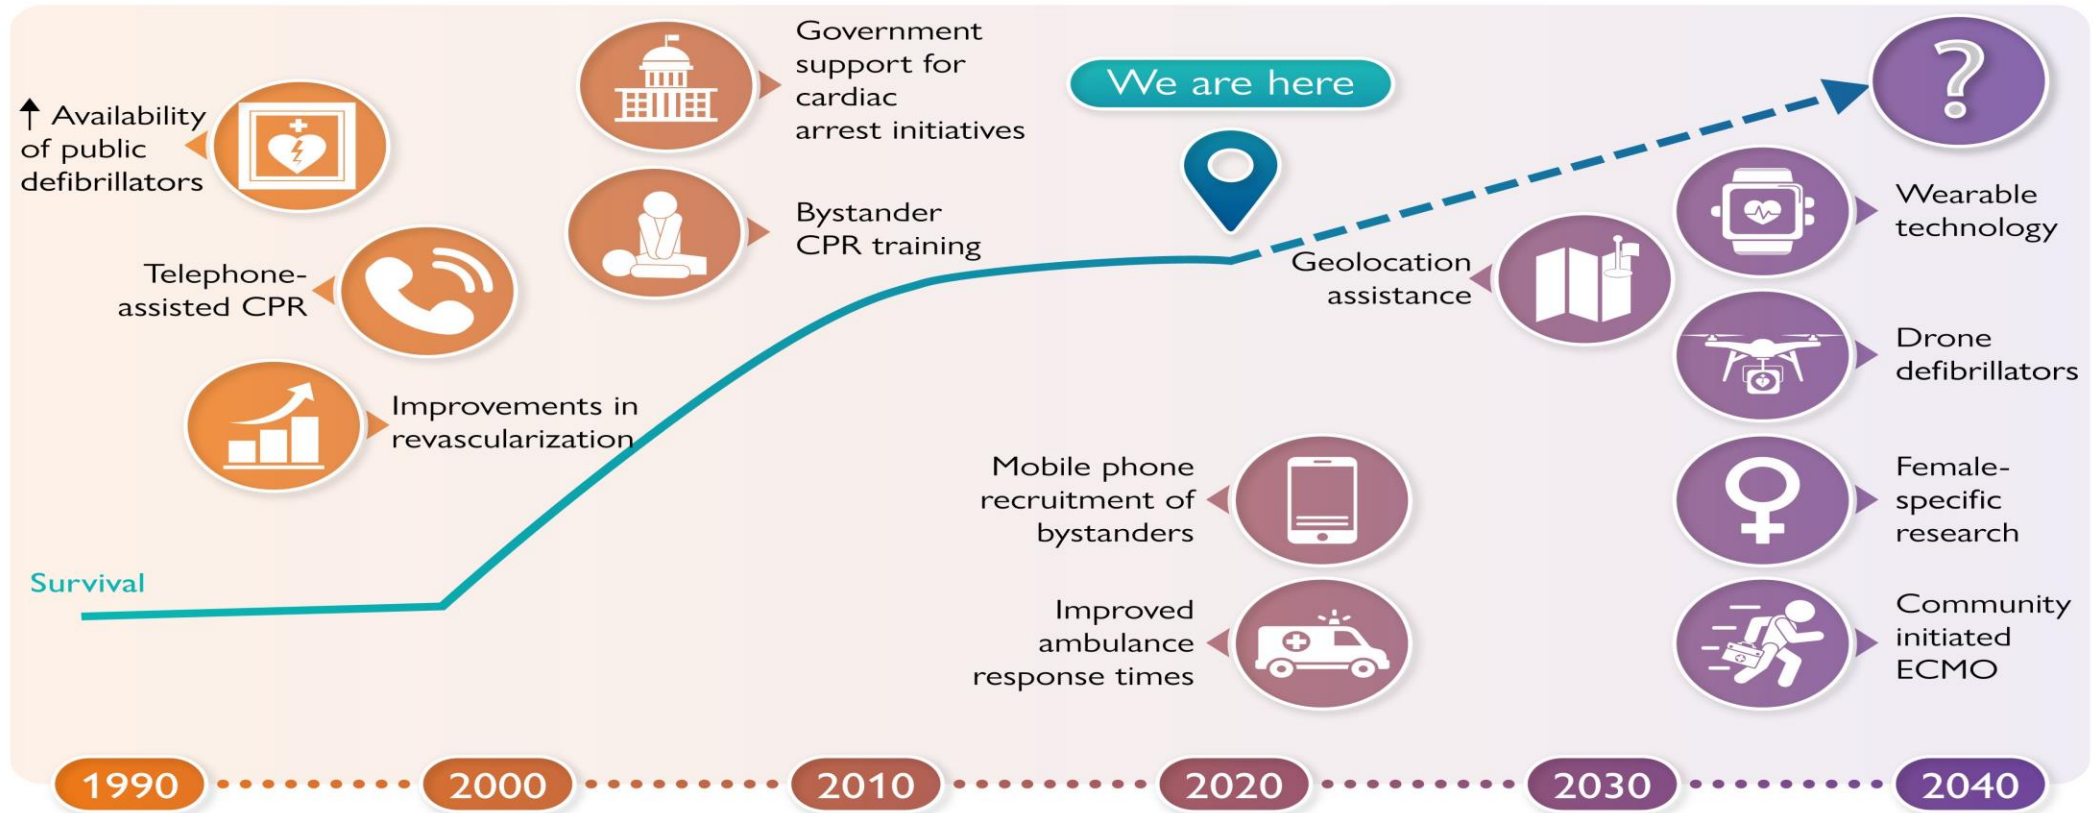 ↑ Availability
of public
defibrillators
Telephone-
assisted CPR
Improvements in
revascularization
Government
support for
cardiac
arrest initiatives
Bystander
CPR training
We are here
?
Geolocation
assistance
Wearable
technology
Drone
defibrillators
Mobile phone
recruitment of
bystanders
Female-
specific
research
Improved
ambulance
response times
Community
initiated
ECMO
Survival
1990
2000
2010
2020
2030
2040